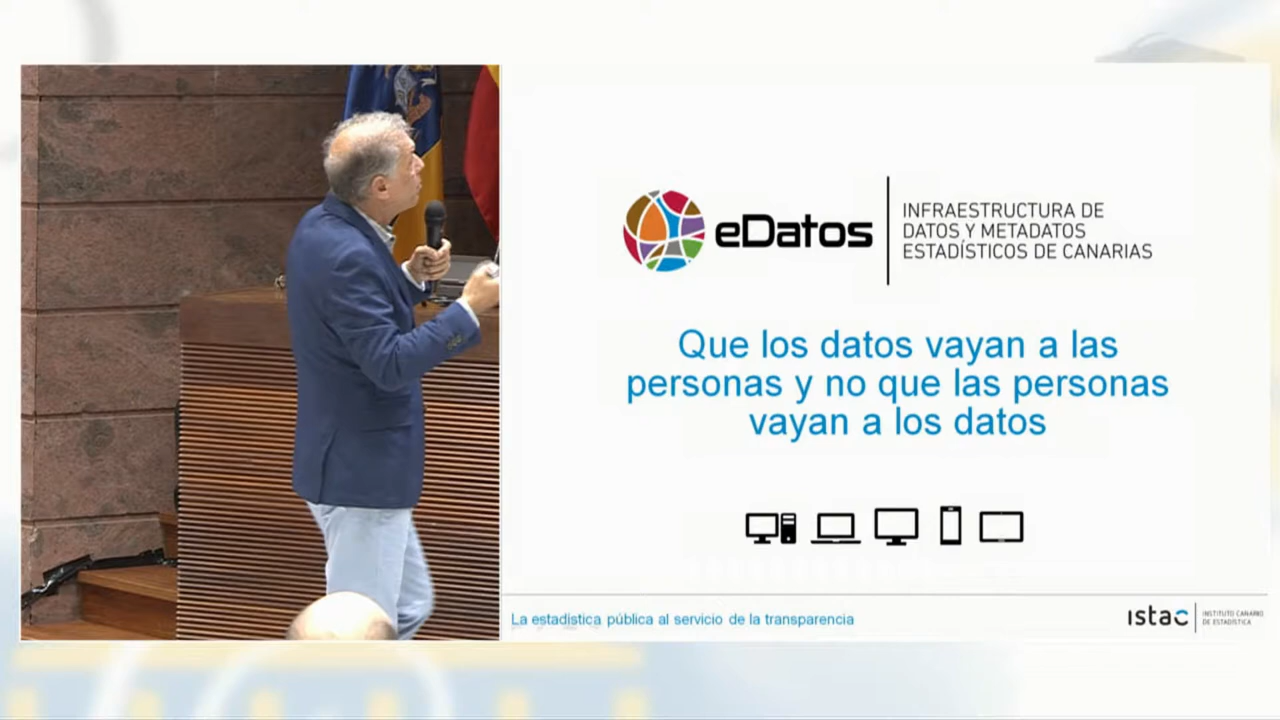 eDatos
INFRAESTRUCTURA DE
DATOS Y METADATOS
ESTADÍSTICOS DE CANARIAS
Que los datos vayan a las
personas y no que las personas
vayan a los datos
La estadística pública al servicio de la transparencia
ıstac
INSTITUTO CANARIO
DE ESTADÍSTICA